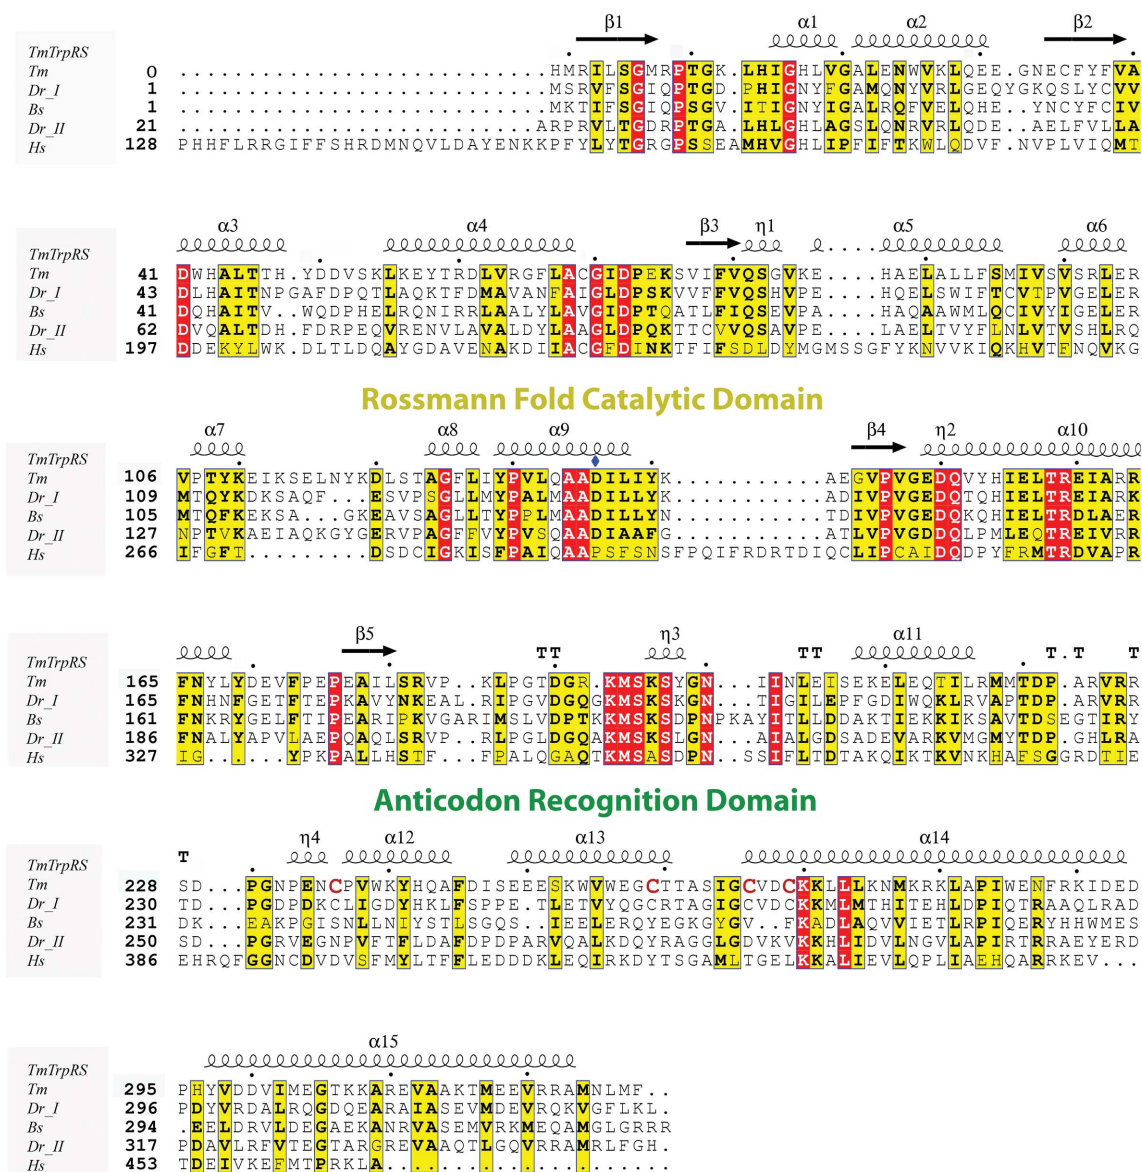 β1 α1 α2 β2
TmTrpRS
Tm 0 ...........................HMRILSGMRPTGK.LHIGHLVGALENWVKLQEE.GNECFYFVA
Dr_I 1 ...........................MSRVFSGIQPTGD.PHIGNYFGAMQNYVRLGEQYGKQSLYCVV
Bs 1 ...........................MKTIFSGIQPSGV.ITIGNYIGALRQFVELQHE.YNCYFCIV
Dr_II 21 ..........................ARPRVLTGDRPTGA.LHLGHLAGSLQNRVRLQDE..AELFVLLA
Hs 128 PHHFLRRGIFFSHRDMNQVLDAYENKKPFYLYTGRGPSSEAMHVGHLIPFIFTKWLQDVF.NVPLVIQMT
α3 α4 β3 η1 α5 α6
TmTrpRS
Tm 41 DWHALTTH.YDDVSKLKEYTRDLVRGFLACGIDPEKSVIFVQSGVKE....HAELALLFSMIVSVSRLER
Dr_I 43 DLHAITNPGAFDPQTLAQKTFDMAVANFAIGLDPSKVVFFVQSHVPE....HQELSWIFTCVTPVGELER
Bs 41 DQHAITV..WQDPHELRQNIRRLAALYLAVGIDPTQATLFIQSEVPA....HAQAAWMLQCIVYIGELER
Dr_II 62 DVQALTDH.FDRPEQVRENVLAVALDYLAAGLDPQKTTCVVQSAVPE....LAELTVYFLNLVTVSHLRQ
Hs 197 DDEKYLWK.DLTLDQAYGDAVENAKDIIACGFDINKTFIFSDLDYMGMSSGFYKNVVKIQKHVTFNQVKG
Rossmann Fold Catalytic Domain
α7 α8 α9 β4 η2 α10
TmTrpRS
Tm 106 VPTYKEIKSELNYKDLSTAGFLIYPVLQAADILIYK...........AEGVPVGEDQVYHIELTREIARR
Dr_I 109 MTQYKDKSAQF...ESVPSGLLMYPALMAADILLYQ...........ADIVPVGEDQTQHIELTREIARK
Bs 105 MTQFKEKSA...GKEAVSAGLLTYPPLMAADILLYN...........TDIVPVGEDQKQHIELTRDLAER
Dr_II 127 NPTVKAEIAQKGYGERVPAGFFVYPVSQAADIAAFG...........ATLVPVGDDQLPMLEQTREIVRR
Hs 266 IFGFT.........DSDCIGKISFPAIQAAPSFSNSFPQIFRDRTDIQCLIPCAIDQDPYFRMTRDVAPR
β5 TT η3 TT α11 T.T T
TmTrpRS
Tm 165 FNYLYDEVFPEPEAILSRVP..KLPGTDGR.KMSKSYGN...IINLEISEKELEQTILRMMTDP.ARVRR
Dr_I 165 FNHNFGETFTEPKAVYNKEAL.RIPGVDGQGKMSKSKGN...TIGILEPFGDIWQKLRVAPTDP.RRVRR
Bs 161 FNKRYGELFTIPEARIPKVGARIMSLVDPTKKMSKSDPNPKAYITLLDDAKTIEKKIKSAVTDSEGTIRY
Dr_II 186 FNALYAPVLAEPQAQLSRVP..RLPGLDGQAKMSKSLGN...AIALGDSADEVARKVMGMYTDP.GHLRA
Hs 327 IG....YPKPALLHSTF..FPALQGAQTKMSASDPN...SSIFLTDTAKQIKTKVNKHAFSGGRDTIE
Anticodon Recognition Domain
T η4 α12 α13 α14
TmTrpRS
Tm 228 SD...PGNPENCPVWKYHQAFDISEEESKWVWEGCTTASIGCVDCKKLLLKNMKRKLAPIWENFRKIDED
Dr_I 230 TD...PGDPDKCLIGDYHKLFSPPE.TLETVYQGCRTAGIGCVDCKKMLMTHITEHLDPIQTRAAQLRAD
Bs 231 DK...EAKPGISNLLNIYSTLSGQS.IEELERQYEGKGYGV.FKADLAQVVIETLRPIQERYHHWMES
Dr_II 250 SD...PGRVEGNPVFTFLDAFDPDPARVQALKDQYRAGGLGDVKVKKHLIDVLNGVLAPIRTRRAEYERD
Hs 386 EHRQFGGNCDVDVSFMYLTFFLEDDDKLEQIRKDYTSGAMLTGELKKALIEVLQPLIAEHQARRKEV...
α15
TmTrpRS
Tm 295 PHYVDDVIMEGTKKAREVAAKTMEEVRRAMNLMF..
Dr_I 296 PDYVRDALRQGDQEARAIASEVMDEVRQKVGFLKL.
Bs 294 .EELDRVLDEGAEKANRVASEMVRKMEQAMGLGRRR
Dr_II 317 PDAVLRFVTEGTARGREVAAQTLGQVRRAMRLFGH.
Hs 453 TDEIVKEFMTPRKLA.....................